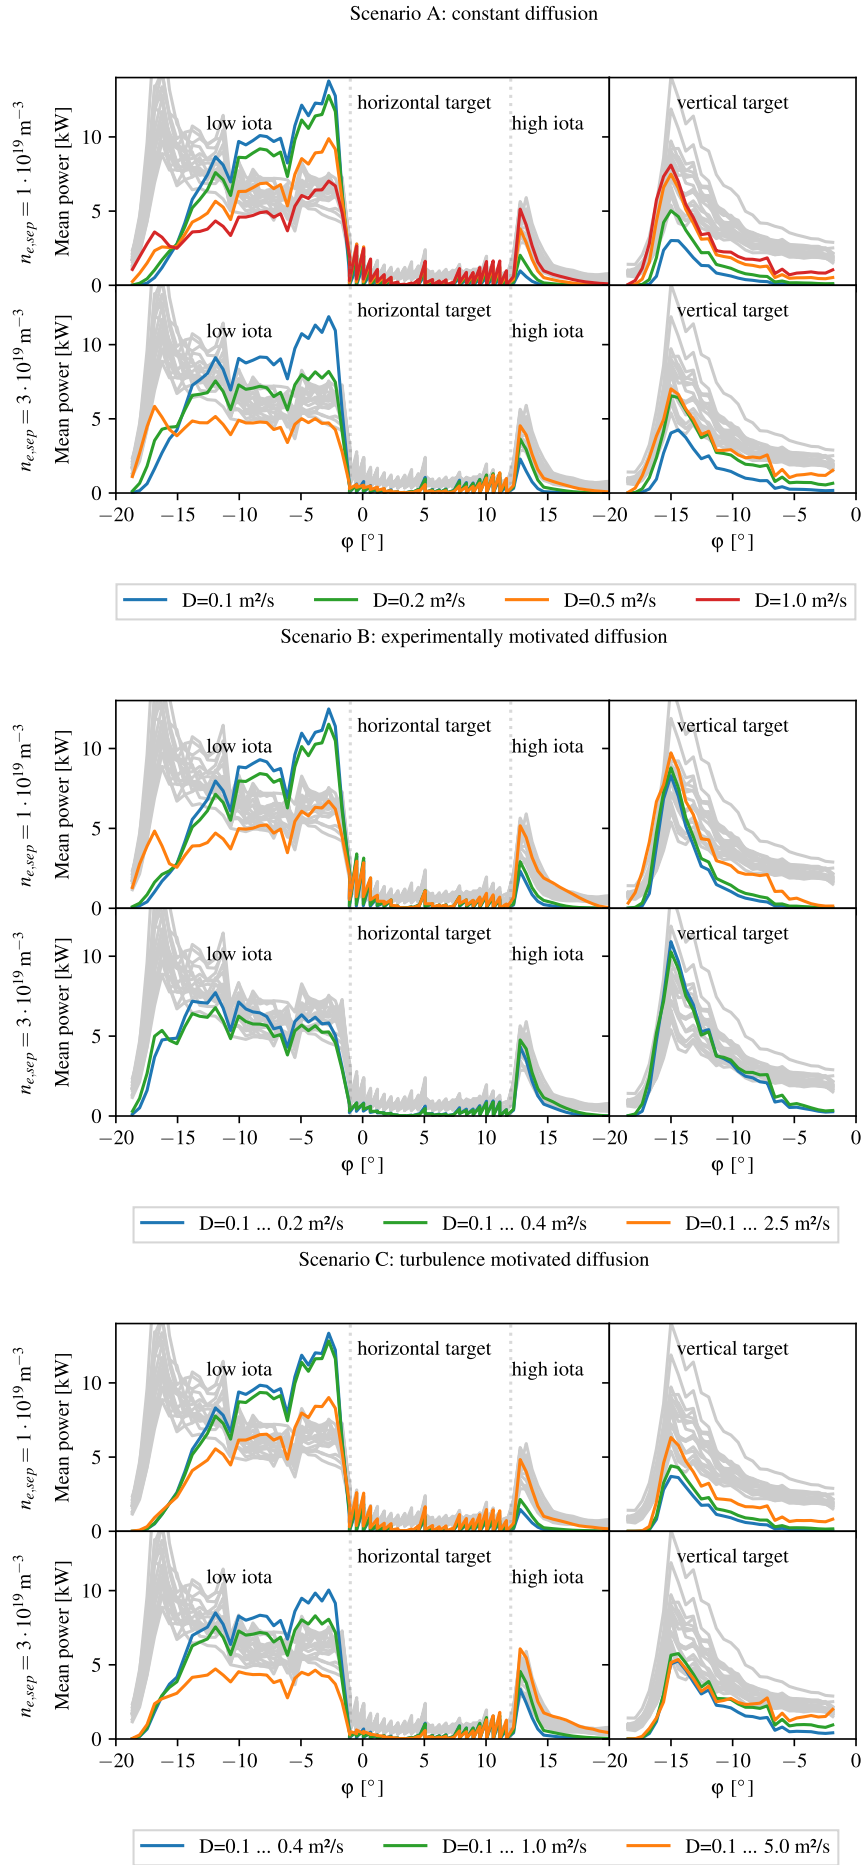 Scenario A: constant diffusion
low iota
horizontal target
high iota
vertical target
n_{e,sep} = 1 · 10^{19} m^{-3}
Mean power [kW]
10
5
0
low iota
horizontal target
high iota
vertical target
n_{e,sep} = 3 · 10^{19} m^{-3}
Mean power [kW]
10
5
0
−20 −15 −10 −5 0 5 10 15 −20 −15 −10 −5 0
φ [°] φ [°]
D=0.1 m²/s D=0.2 m²/s D=0.5 m²/s D=1.0 m²/s
Scenario B: experimentally motivated diffusion
low iota
horizontal target
high iota
vertical target
n_{e,sep} = 1 · 10^{19} m^{-3}
Mean power [kW]
10
5
0
low iota
horizontal target
high iota
vertical target
n_{e,sep} = 3 · 10^{19} m^{-3}
Mean power [kW]
10
5
0
−20 −15 −10 −5 0 5 10 15 −20 −15 −10 −5 0
φ [°] φ [°]
D=0.1 ... 0.2 m²/s D=0.1 ... 0.4 m²/s D=0.1 ... 2.5 m²/s
Scenario C: turbulence motivated diffusion
low iota
horizontal target
high iota
vertical target
n_{e,sep} = 1 · 10^{19} m^{-3}
Mean power [kW]
10
5
0
low iota
horizontal target
high iota
vertical target
n_{e,sep} = 3 · 10^{19} m^{-3}
Mean power [kW]
10
5
0
−20 −15 −10 −5 0 5 10 15 −20 −15 −10 −5 0
φ [°] φ [°]
D=0.1 ... 0.4 m²/s D=0.1 ... 1.0 m²/s D=0.1 ... 5.0 m²/s